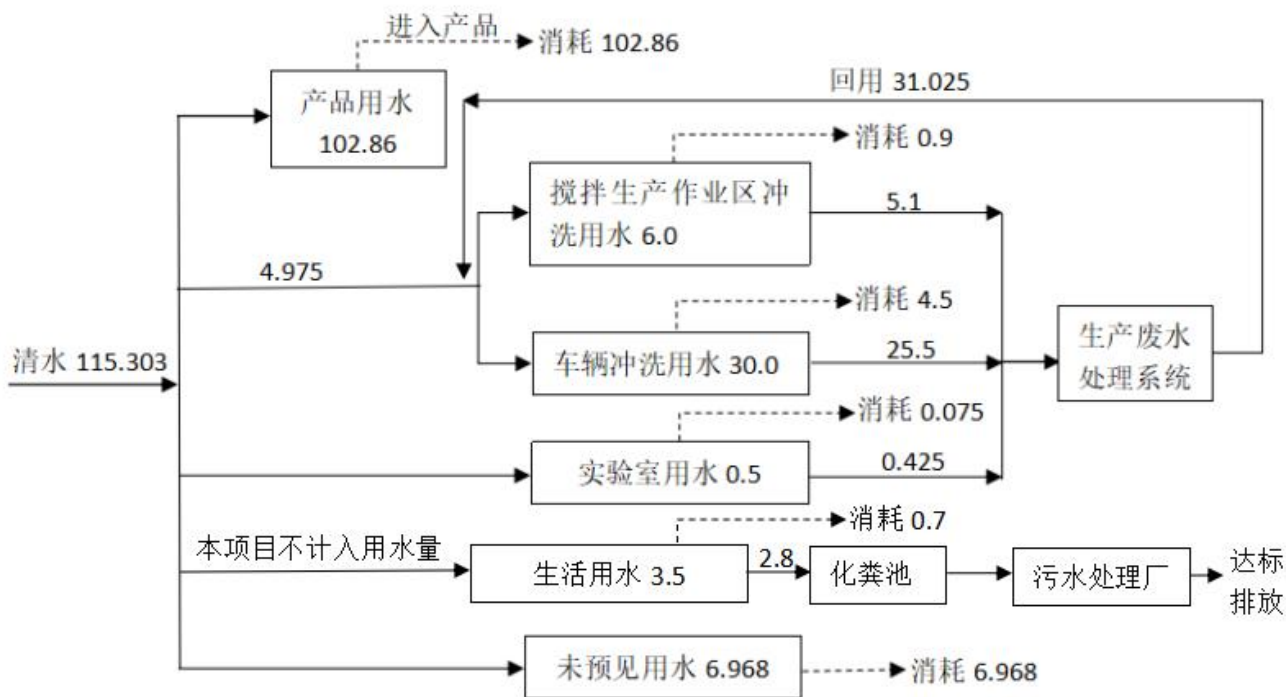 进入产品
消耗 102.86
产品用水
102.86
回用 31.025
消耗 0.9
搅拌生产作业区冲
洗用水 6.0
5.1
4.975
消耗 4.5
清水 115.303
车辆冲洗用水 30.0
25.5
生产废水
处理系统
消耗 0.075
实验室用水 0.5
0.425
消耗 0.7
本项目不计入用水量
生活用水 3.5
2.8
化粪池
污水处理厂
达标
排放
未预见用水 6.968
消耗 6.968